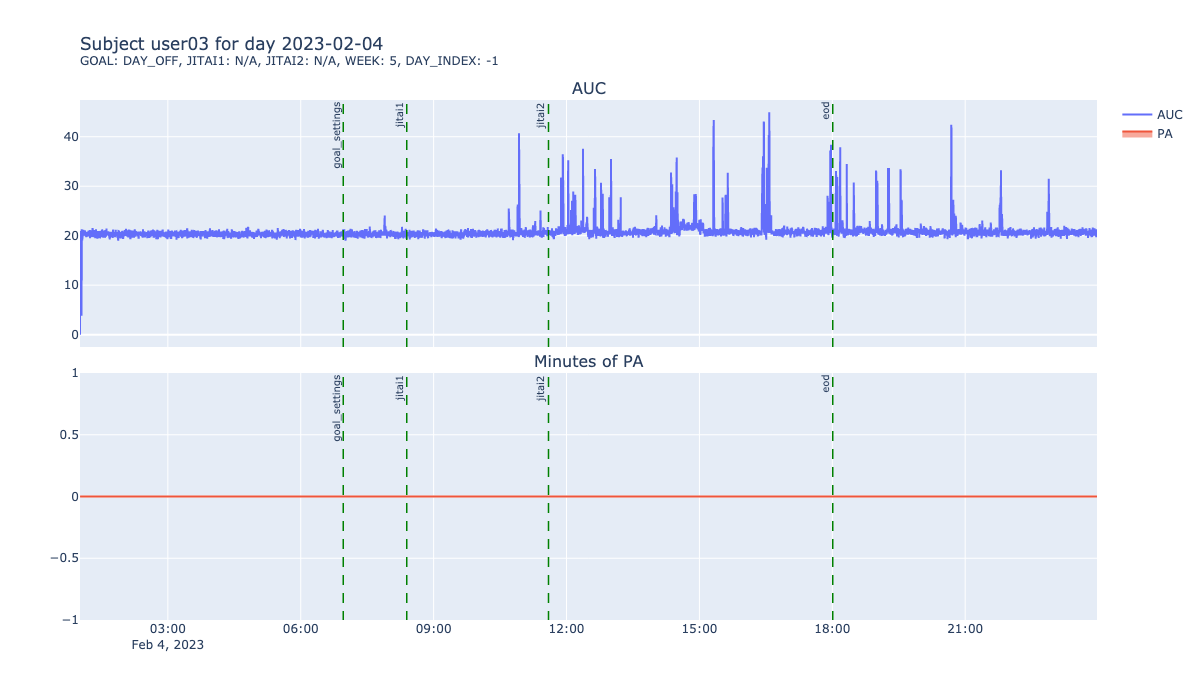 Subject user03 for day 2023-02-04
GOAL: DAY_OFF, JITAI1: N/A, JITAI2: N/A, WEEK: 5, DAY_INDEX: -1
AUC
goal_settings
jitai1
jitai2
eod
40
30
20
10
0
AUC
PA
Minutes of PA
goal_settings
jitai1
jitai2
eod
1
0.5
0
−0.5
−1
03:00
06:00
09:00
12:00
15:00
18:00
21:00
Feb 4, 2023